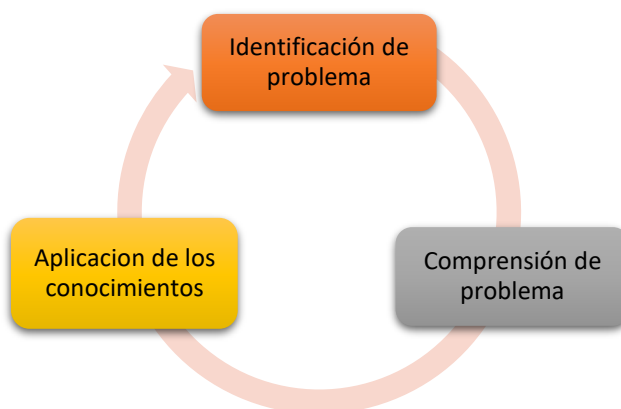 Identificación de
problema
Aplicacion de los
conocimientos
Comprensión de
problema